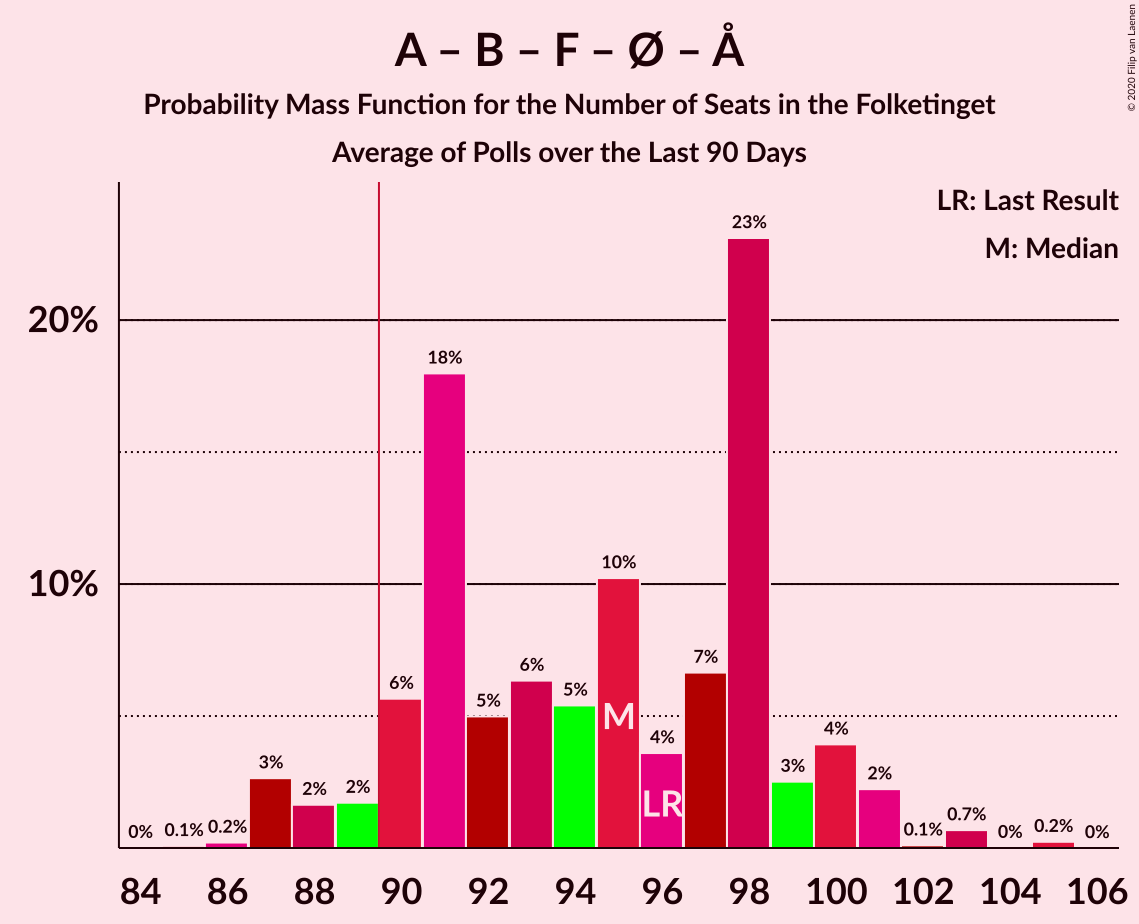 A – B – F – Ø – Å
Probability Mass Function for the Number of Seats in the Folketinget
Average of Polls over the Last 90 Days
© 2020 Filip van Laenen
LR: Last Result
M: Median
20%
10%
0%
0.1%
0.2%
3%
2%
2%
6%
18%
5%
6%
5%
10%
4%
7%
23%
3%
4%
2%
0.1%
0.7%
0%
0.2%
0%
M
LR
84 86 88 90 92 94 96 98 100 102 104 106